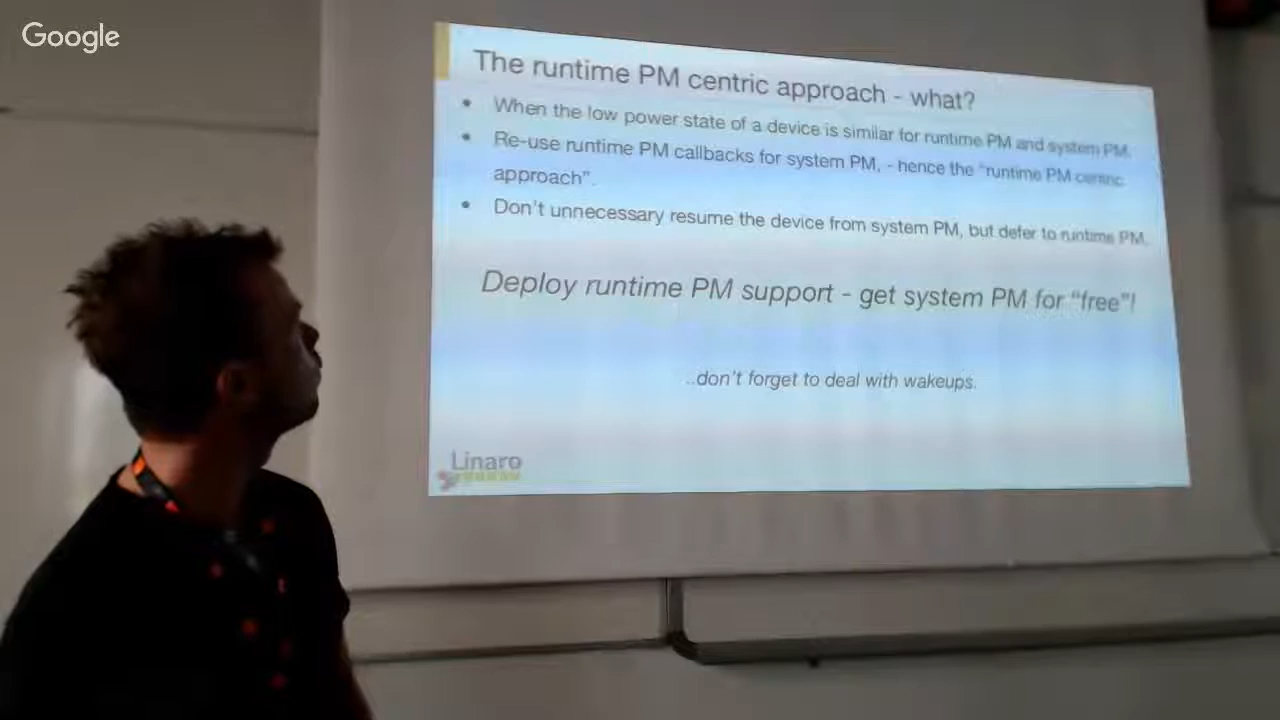 Google
The runtime PM centric approach - what?
When the low power state of a device is similar for runtime PM and system PM.
Re-use runtime PM callbacks for system PM, - hence the "runtime PM centric
approach".
Don't unnecessary resume the device from system PM, but defer to runtime PM.
Deploy runtime PM support - get system PM for "free"!
..don't forget to deal with wakeups.
Linaro